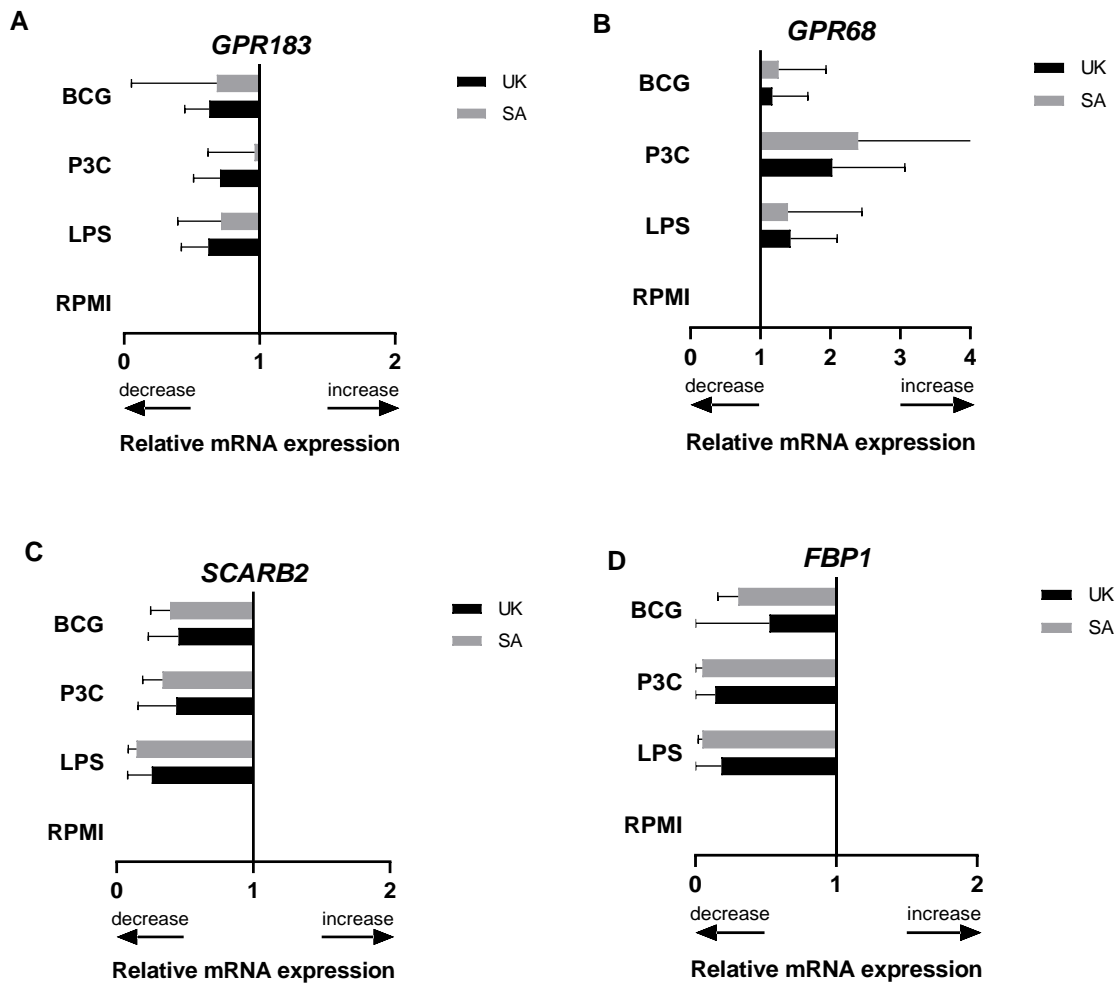 A
GPR183
BCG
P3C
LPS
RPMI
UK
SA
0 1 2
decrease increase
Relative mRNA expression
B
GPR68
BCG
P3C
LPS
RPMI
UK
SA
0 1 2 3 4
decrease increase
Relative mRNA expression
C
SCARB2
BCG
P3C
LPS
RPMI
UK
SA
0 1 2
decrease increase
Relative mRNA expression
D
FBP1
BCG
P3C
LPS
RPMI
UK
SA
0 1 2
decrease increase
Relative mRNA expression